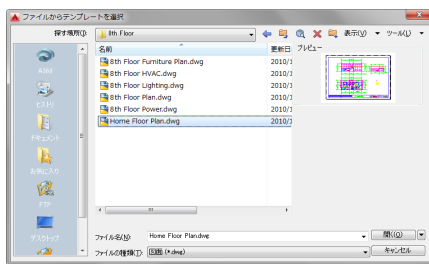 ファイルからテンプレートを選択
探す場所(I): 8th Floor 表示(V) ツール(L)
名前 更新日 プレビュー
8th Floor Furniture Plan.dwg 2010/1
8th Floor HVAC.dwg 2010/1
8th Floor Lighting.dwg 2010/1
8th Floor Plan.dwg 2010/1
8th Floor Power.dwg 2010/1
Home Floor Plan.dwg 2010/1
ヒストリ
ドキュメント
お気に入り
FTP
デスクトップ
ファイル名(N): Home Floor Plan.dwg 開く(O)
ファイルの種類(T): 図面 (*.dwg) キャンセル